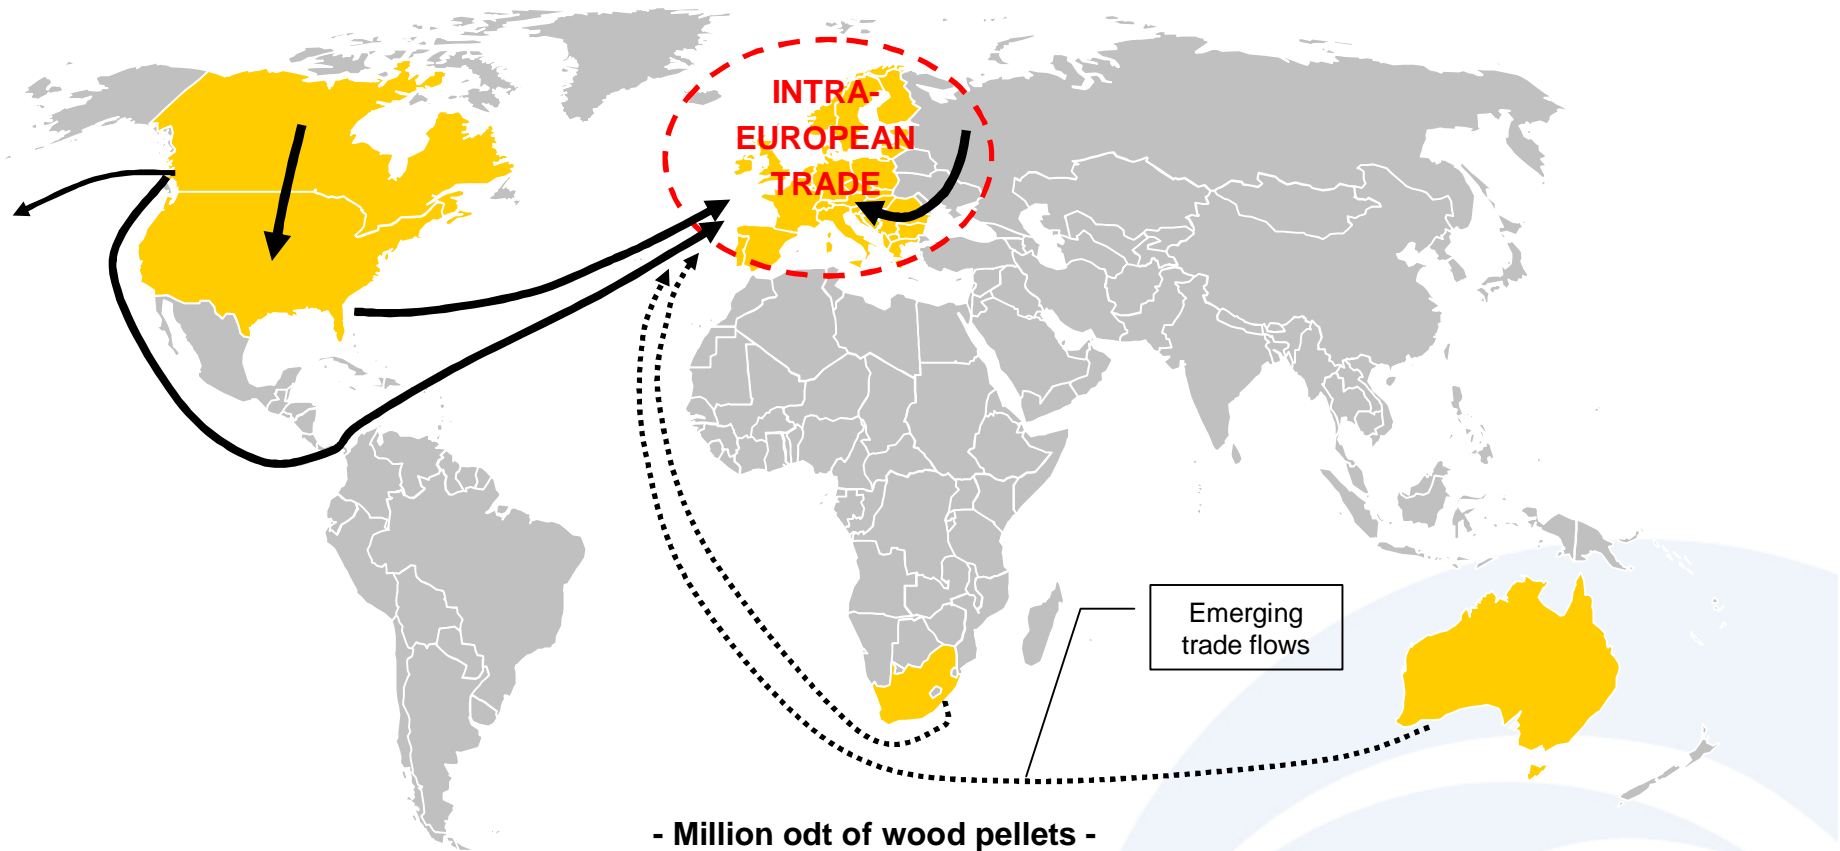 INTRA-
EUROPEAN
TRADE
Emerging
trade flows
- Million odt of wood pellets -